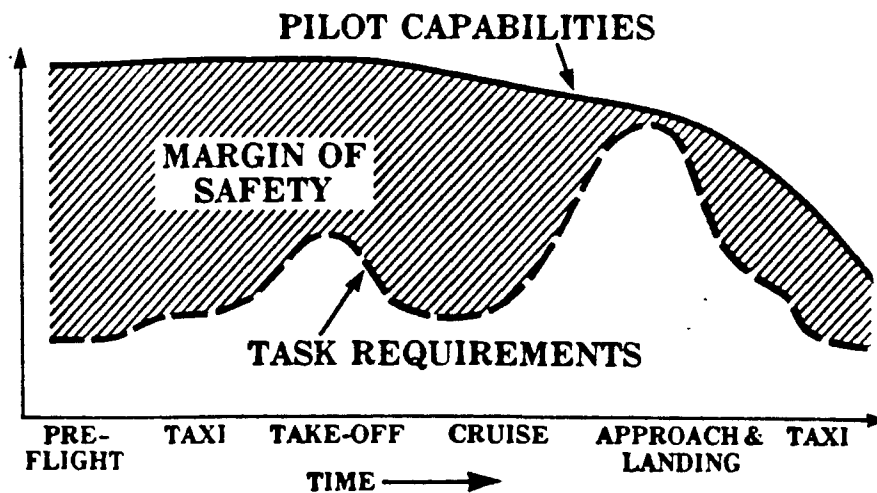 PILOT CAPABILITIES
MARGIN OF
SAFETY
TASK REQUIREMENTS
PRE-
FLIGHT
TAXI
TAKE-OFF
CRUISE
APPROACH &
LANDING
TAXI
TIME